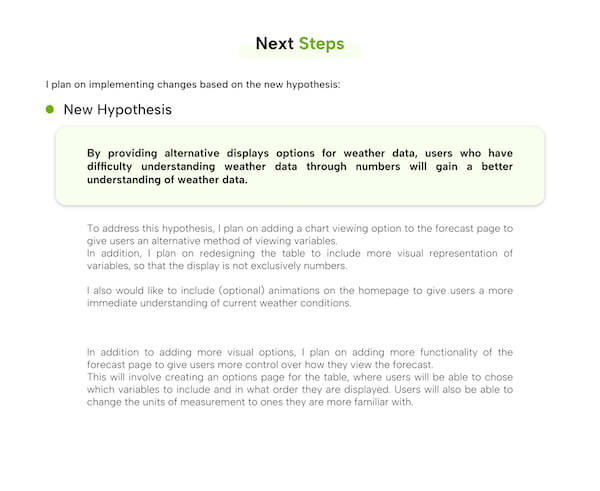 Next Steps
I plan on implementing changes based on the new hypothesis:
New Hypothesis
By providing alternative displays options for weather data, users who have
difficulty understanding weather data through numbers will gain a better
understanding of weather data.
To address this hypothesis, I plan on adding a chart viewing option to the forecast page to
give users an alternative method of viewing variables.
In addition, I plan on redesigning the table to include more visual representation of
variables, so that the display is not exclusively numbers.
I also would like to include (optional) animations on the homepage to give users a more
immediate understanding of current weather conditions.
In addition to adding more visual options, I plan on adding more functionality of the
forecast page to give users more control over how they view the forecast.
This will involve creating an options page for the table, where users will be able to chose
which variables to include and in what order they are displayed. Users will also be able to
change the units of measurement to ones they are more familiar with.